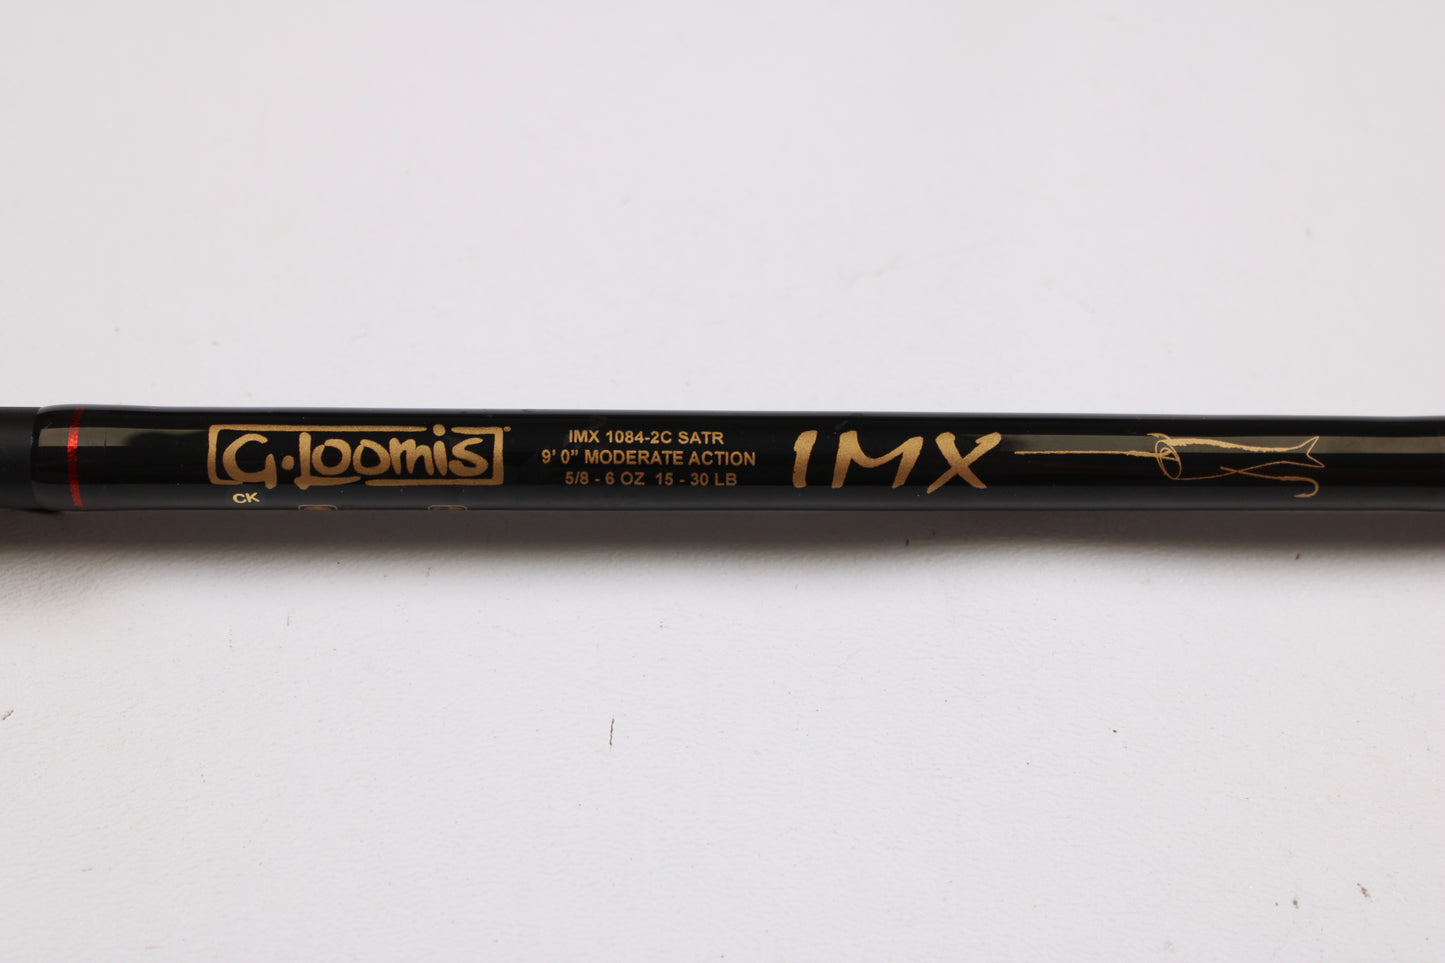 G.Loomis
CK
IMX 1084-2C SATR
9' 0" MODERATE ACTION
5/8 - 6 OZ 15 - 30 LB
IMX